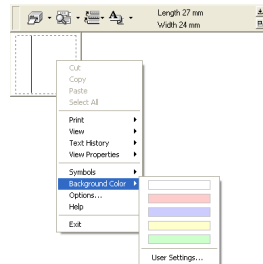 Length 27 mm
Width 24 mm
Cut
Copy
Paste
Select All
Print
View
Text History
View Properties
Symbols
Background Color
Options...
Help
Exit
User Settings...